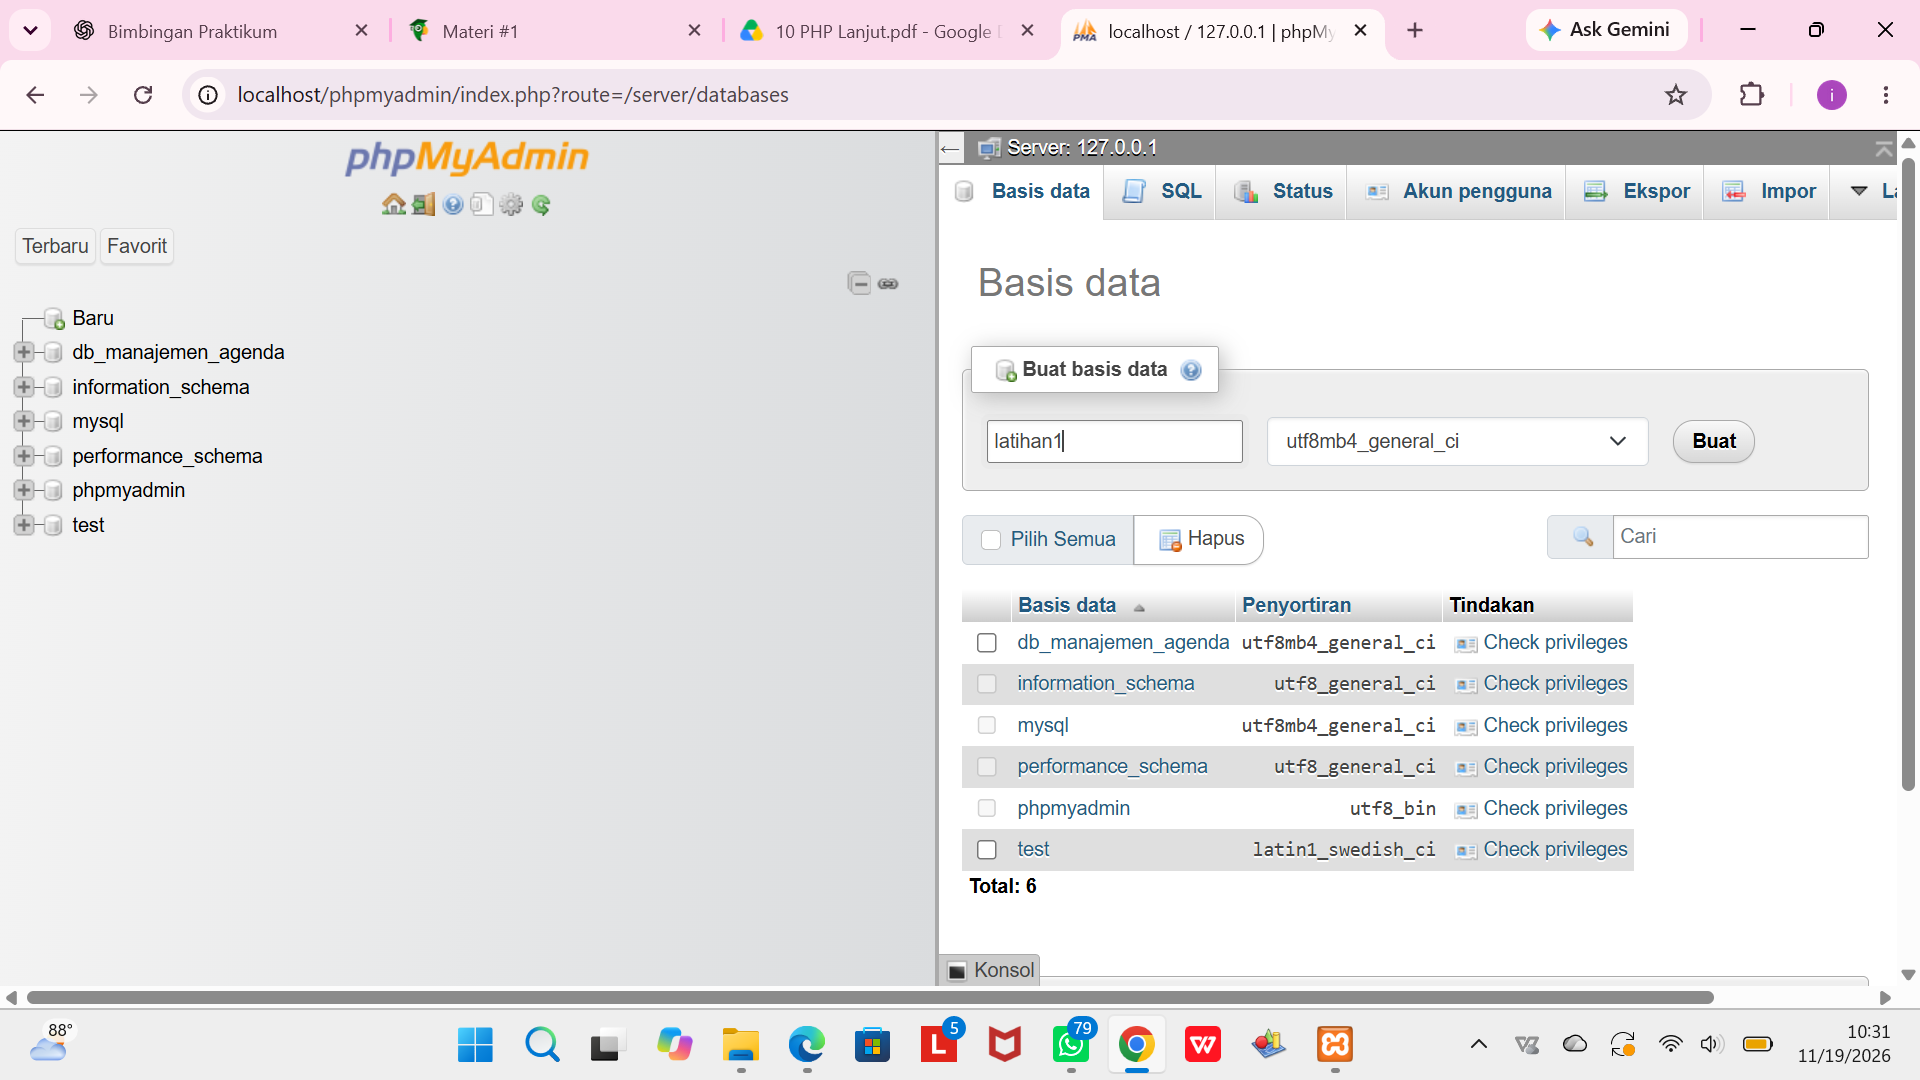 Bimbingan Praktikum
Materi #1
10 PHP Lanjut.pdf - Google D
localhost / 127.0.0.1 | phpMy
Ask Gemini
localhost/phpmyadmin/index.php?route=/server/databases
i
phpMyAdmin
Terbaru
Favorit
Baru
db_manajemen_agenda
information_schema
mysql
performance_schema
phpmyadmin
test
Server: 127.0.0.1
Basis data
SQL
Status
Akun pengguna
Ekspor
Impor
La
Basis data
Buat basis data
latihan1
utf8mb4_general_ci
Buat
Pilih Semua
Hapus
Cari
Basis data Penyortiran Tindakan
db_manajemen_agenda utf8mb4_general_ci Check privileges
information_schema utf8_general_ci Check privileges
mysql utf8mb4_general_ci Check privileges
performance_schema utf8_general_ci Check privileges
phpmyadmin utf8_bin Check privileges
test latin1_swedish_ci Check privileges
Total: 6
Konsol
88°
5
79
10:31
11/19/2026